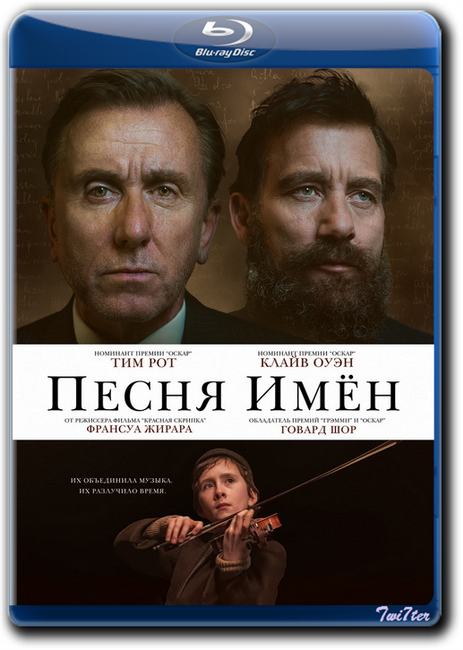 Blu-ray Disc
НОМИНАНТ ПРЕМИИ "ОСКАР"
ТИМ РОТ
НОМИНАНТ ПРЕМИИ "ОСКАР"
КЛАЙВ ОУЭН
ПЕСНЯ ИМЁН
ОТ РЕЖИССЕРА ФИЛЬМА "КРАСНАЯ СКРИПКА"
ФРАНСУА ЖИРАРА
ОБЛАДАТЕЛЬ ПРЕМИЙ "ГРЭММИ" И "ОСКАР"
ГОВАРД ШОР
ИХ ОБЪЕДИНИЛА МУЗЫКА.
ИХ РАЗЛУЧИЛО ВРЕМЯ.
Twi7ter